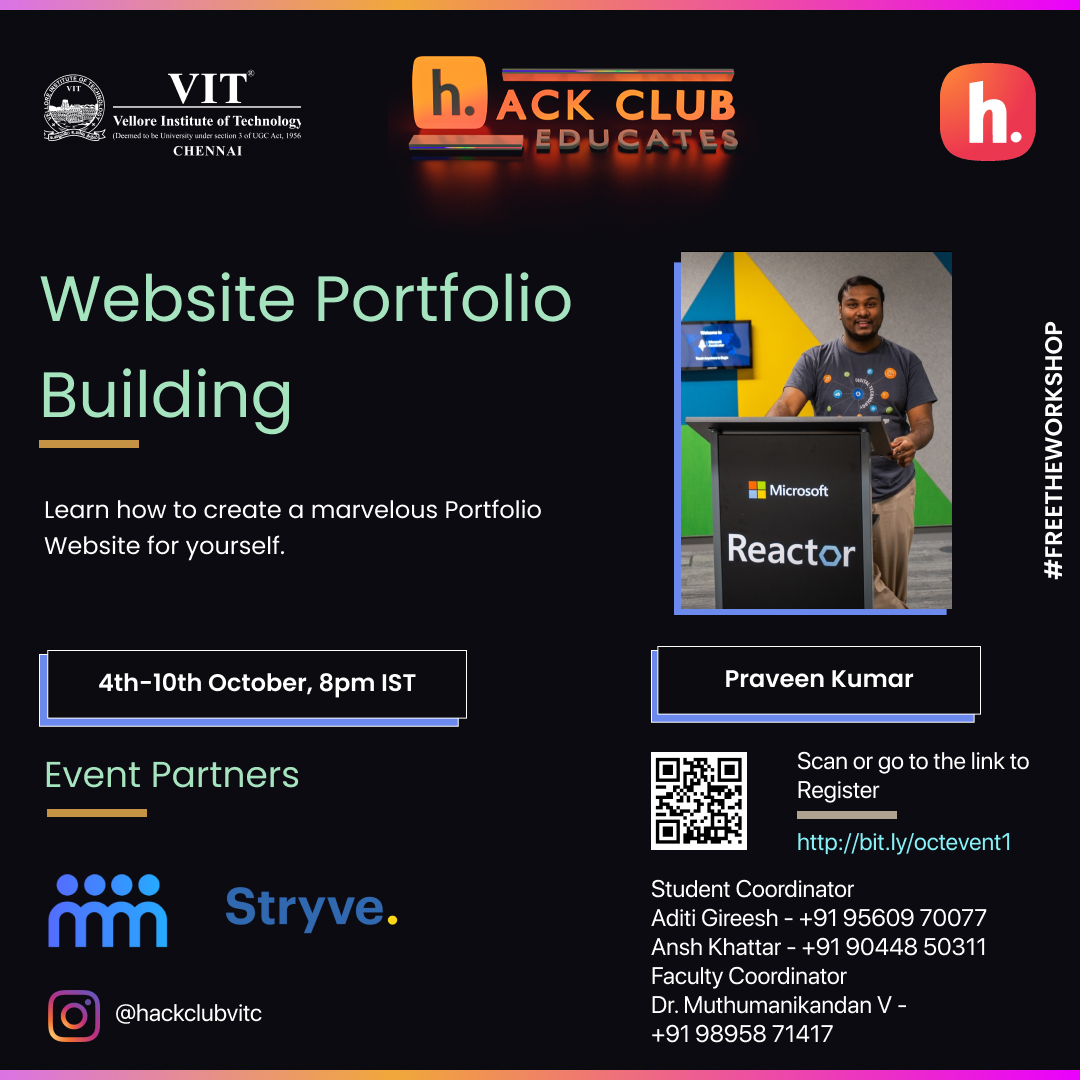 VIT®
Vellore Institute of Technology
(Deemed to be University under section 3 of UGC Act, 1956
CHENNAI
VIT
h.ACK CLUB
EDUCATES
h.
Website Portfolio
Building
Learn how to create a marvelous Portfolio
Website for yourself.
Microsoft
Reactor
#FREETHEWORKSHOP
4th-10th October, 8pm IST
Praveen Kumar
Event Partners
Stryve.
@hackclubvitc
Scan or go to the link to
Register
http://bit.ly/octevent1
Student Coordinator
Aditi Gireesh - +91 95609 70077
Ansh Khattar - +91 90448 50311
Faculty Coordinator
Dr. Muthumanikandan V -
+91 98958 71417